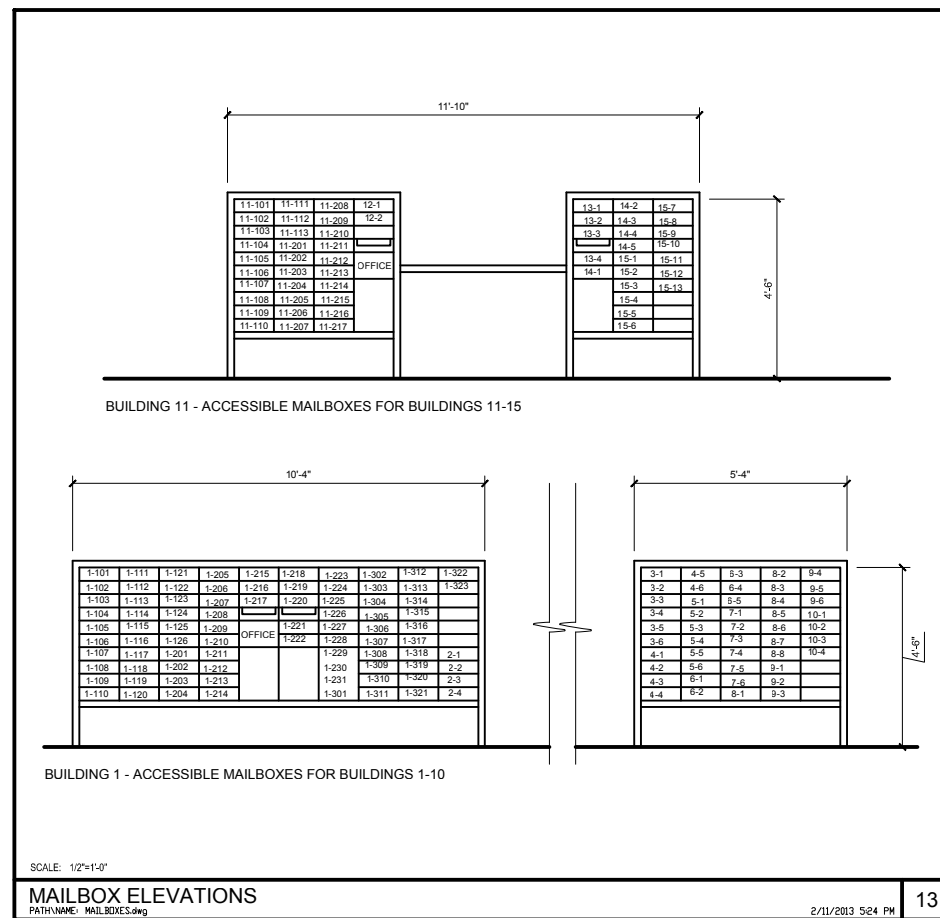 11'-10"
11-101 11-111 11-208 12-1
11-102 11-112 11-209 12-2
11-103 11-113 11-210
11-104 11-201 11-211
11-105 11-202 11-212
OFFICE
11-106 11-203 11-213
11-107 11-204 11-214
11-108 11-205 11-215
11-109 11-206 11-216
11-110 11-207 11-217
13-1 14-2 15-7
13-2 14-3 15-8
13-3 14-4 15-9
14-5 15-10
13-4 15-1 15-11
14-1 15-2 15-12
15-3 15-13
15-4
15-5
15-6
4'-6"
BUILDING 11 - ACCESSIBLE MAILBOXES FOR BUILDINGS 11-15
10'-4"
1-101 1-111 1-121 1-205 1-215 1-218 1-223 1-302 1-312 1-322
1-102 1-112 1-122 1-206 1-216 1-219 1-224 1-303 1-313 1-323
1-103 1-113 1-123 1-207 1-217 1-220 1-225 1-304 1-314
1-104 1-114 1-124 1-208 1-226 1-305 1-315
1-105 1-115 1-125 1-209 1-221 1-227 1-306 1-316
OFFICE
1-106 1-116 1-126 1-210 1-222 1-228 1-307 1-317
1-107 1-117 1-201 1-211 1-229 1-308 1-318 2-1
1-108 1-118 1-202 1-212 1-230 1-309 1-319 2-2
1-109 1-119 1-203 1-213 1-231 1-310 1-320 2-3
1-110 1-120 1-204 1-214 1-301 1-311 1-321 2-4
5'-4"
3-1 4-5 6-3 8-2 9-4
3-2 4-6 6-4 8-3 9-5
3-3 5-1 6-5 8-4 9-6
3-4 5-2 7-1 8-5 10-1
3-5 5-3 7-2 8-6 10-2
3-6 5-4 7-3 8-7 10-3
4-1 5-5 7-4 8-8 10-4
4-2 5-6 7-5 9-1
4-3 6-1 7-6 9-2
4-4 6-2 8-1 9-3
4'-6"
BUILDING 1 - ACCESSIBLE MAILBOXES FOR BUILDINGS 1-10
SCALE: 1/2"=1'-0"
MAILBOX ELEVATIONS
PATH\NAME: MAILBOXES.dwg
2/11/2013 5:24 PM
13